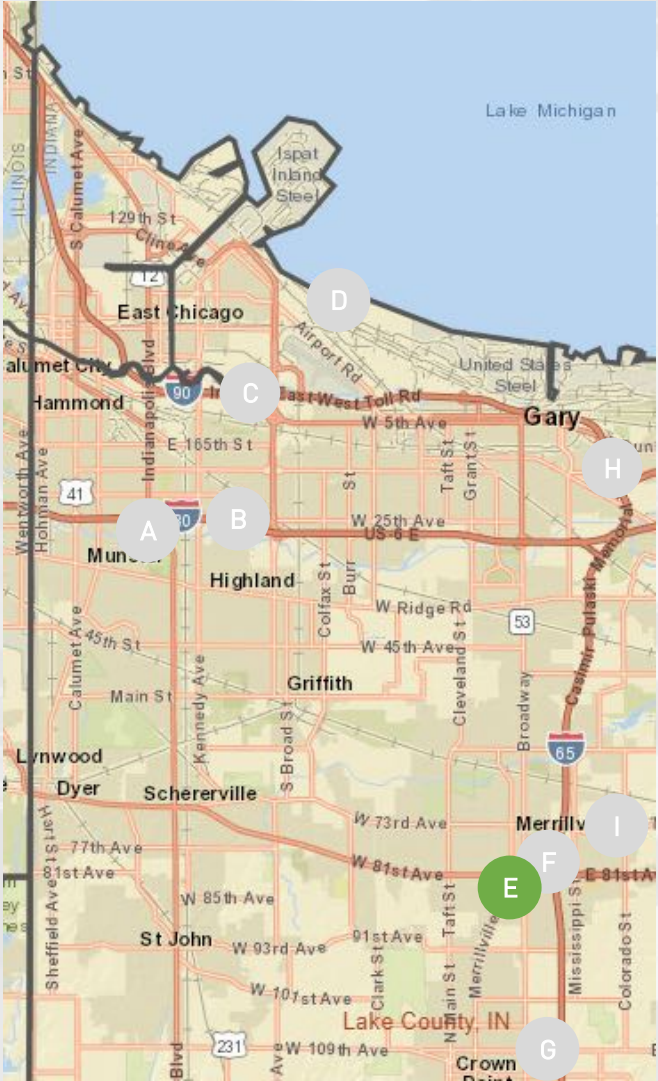 Lake Michigan
ILLINOIS
INDIANA
S Calumet Ave
Ispat
Inland
Steel
129th St
Cline Ave
12
East Chicago
D
Airport Rd
United States
Steel
Calumet City
Indianapolis Blvd
90
C
East West Toll Rd
Hammond
W 5th Ave
Gary
E 165th St
Taft St
Grant St
H
Wentworth Ave
Hohman Ave
41
St
A
80
B
W 25th Ave
US-6 E
Highland
Colfax St
Burr
W Ridge Rd
53
Casimir Pulaski Memorial
45th St
W 45th Ave
Calumet Ave
Griffith
Cleveland St
Main St
Kennedy Ave
Broadway
S Broad St
65
Lynwood
Dyer
Schererville
W 73rd Ave
I
Hart St
77th Ave
F
81st Ave
W 81st Ave
E
E 81st Av
W 85th Ave
Taft St
Merrillville
Mississippi St
Colorado St
Sheffield Ave
St John
W 93rd Ave
91st Ave
Clark St
N Main St
W 101st Ave
Lake County, IN
231
W 109th Ave
G
Blvd
Ave
Crown
Point